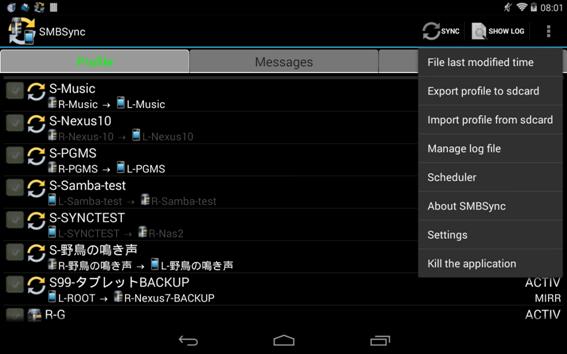 08:01
SMBSync
SYNC
SHOW LOG
Profile
Messages
File last modified time
Export profile to sdcard
Import profile from sdcard
Manage log file
Scheduler
About SMBSync
Settings
Kill the application
S-Music
R-Music → L-Music
S-Nexus10
R-Nexus-10 → L-Nexus10
S-PGMS
R-PGMS → L-PGMS
S-Samba-test
L-Samba-test → R-Samba-test
S-SYNCTEST
L-SYNCTEST → R-Nas2
S-野鳥の鳴き声
R-野鳥の鳴き声 → L-野鳥の鳴き声
S99-タブレットBACKUP ACTIV
L-ROOT → R-Nexus7-BACKUP MIRR
R-G ACTIV